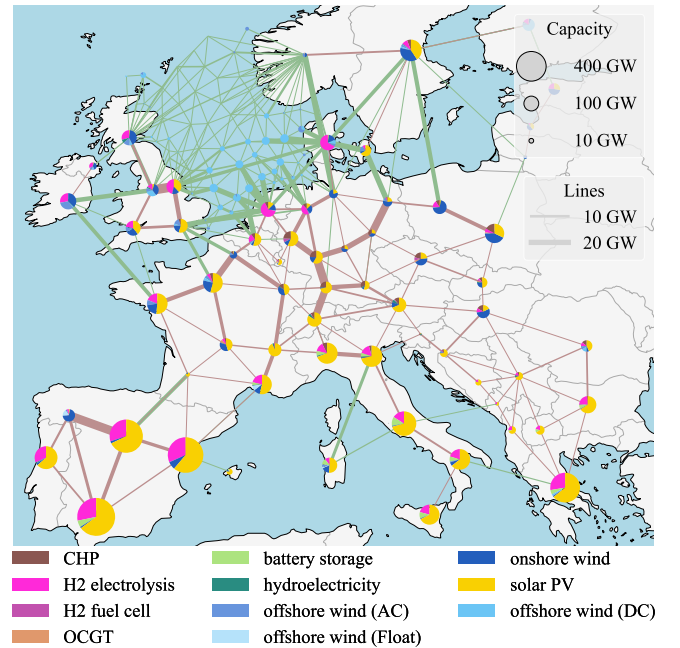 Capacity
400 GW
100 GW
10 GW
Lines
10 GW
20 GW
CHP
battery storage
onshore wind
H2 electrolysis
hydroelectricity
solar PV
H2 fuel cell
offshore wind (AC)
offshore wind (DC)
OCGT
offshore wind (Float)